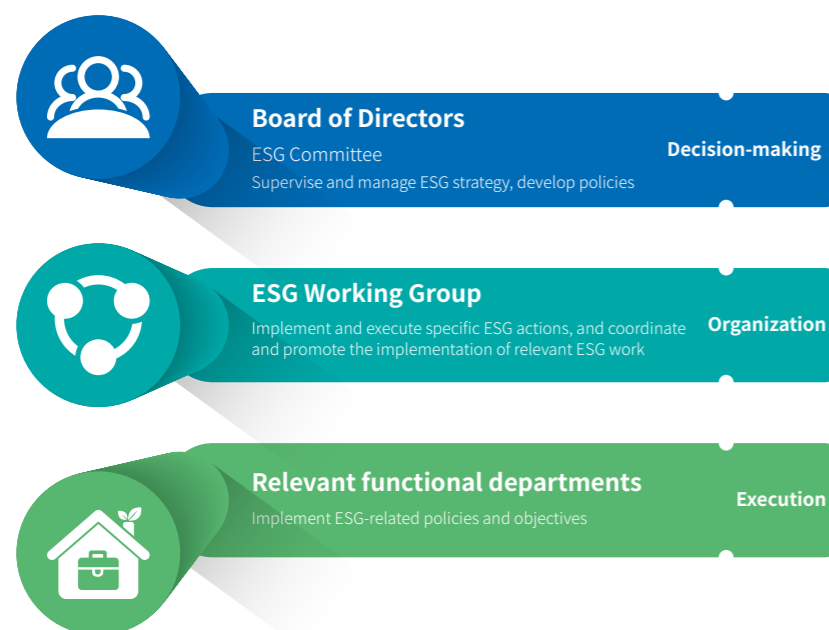 Board of Directors
ESG Committee
Supervise and manage ESG strategy, develop policies
Decision-making
ESG Working Group
Implement and execute specific ESG actions, and coordinate
and promote the implementation of relevant ESG work
Organization
Relevant functional departments
Implement ESG-related policies and objectives
Execution